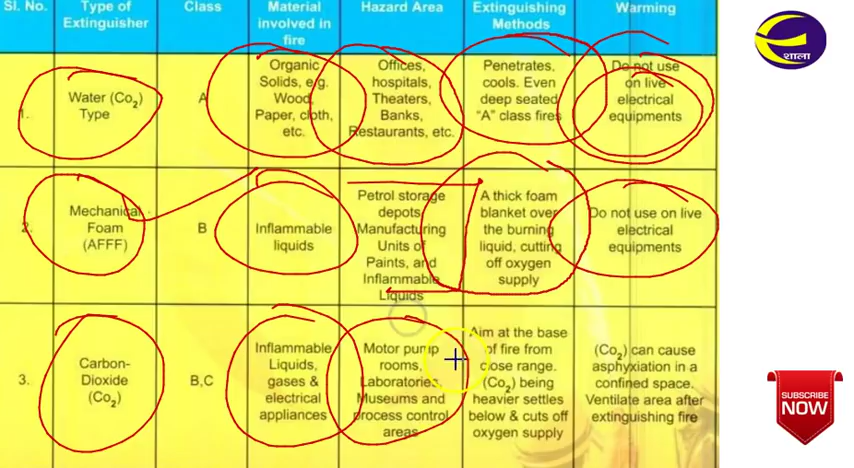 Sl. No.
Type of
Extinguisher
Class
Material
involved in
fire
Hazard Area
Extinguishing
Methods
Warming
1.
Water (Co₂)
Type
A
Organic
Solids, e.g.
Wood,
Paper, cloth,
etc.
Offices,
hospitals,
Theaters,
Banks,
Restaurants, etc.
Penetrates,
cools. Even
deep seated
"A" class fires
Do not use
on live
electrical
equipments
2.
Mechanical
Foam
(AFFF)
B
Inflammable
liquids
Petrol storage
depots,
Manufacturing
Units of
Paints, and
Inflammable
Liquids
A thick foam
blanket over
the burning
liquid, cutting
off oxygen
supply
Do not use on live
electrical
equipments
3.
Carbon-
Dioxide
(Co₂)
B,C
Inflammable
Liquids,
gases &
electrical
appliances
Motor pump
rooms,
Laboratories,
Museums and
process control
areas
Aim at the base
of fire from
close range.
(Co₂) being
heavier settles
below & cuts off
oxygen supply
(Co₂) can cause
asphyxiation in a
confined space.
Ventilate area after
extinguishing fire
शाला
SUBSCRIBE
NOW